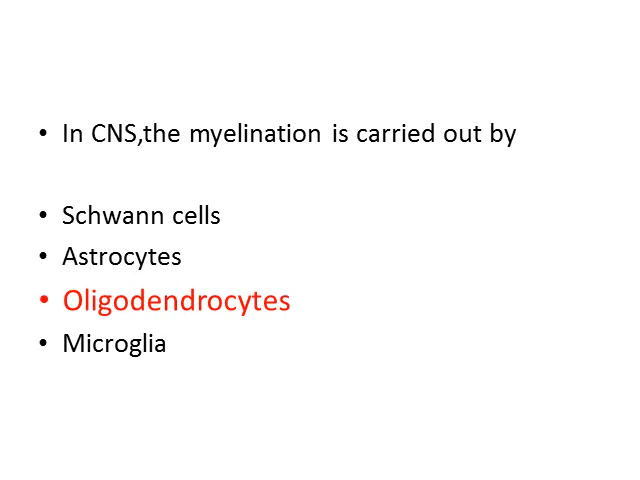 • In CNS,the myelination is carried out by
• Schwann cells
• Astrocytes
• Oligodendrocytes
• Microglia